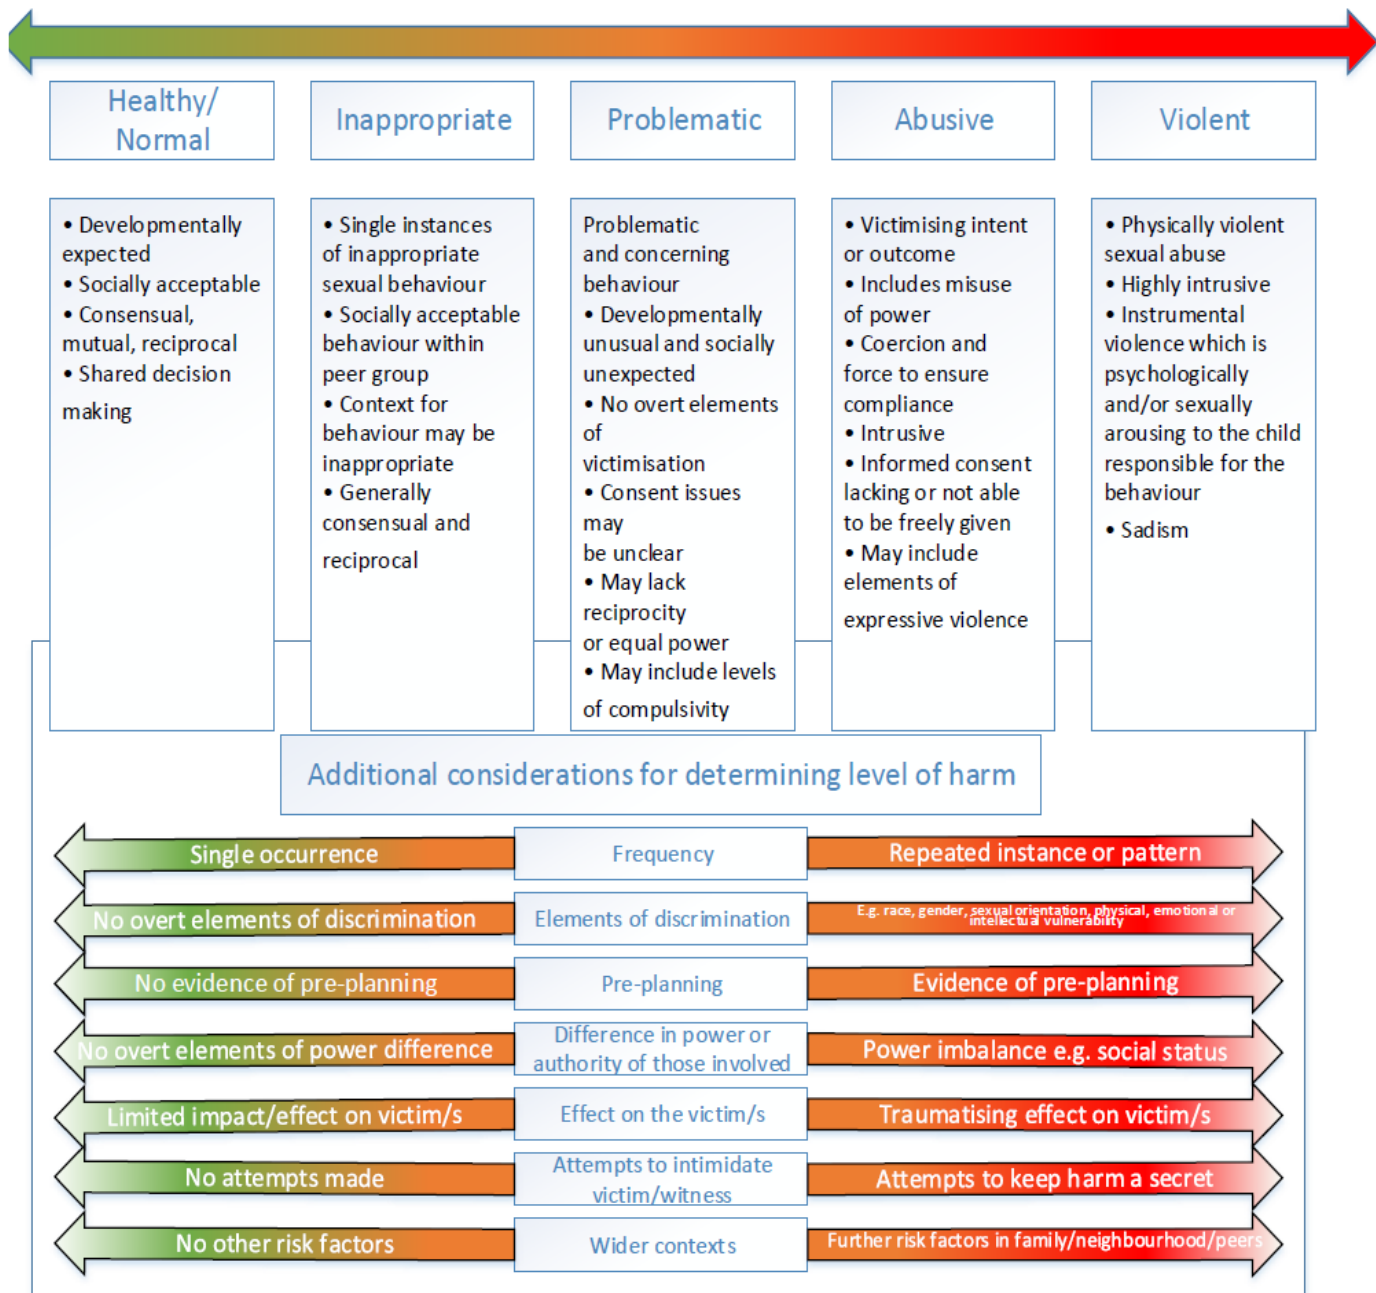 Healthy/
Normal
Inappropriate
Problematic
Abusive
Violent
• Developmentally
expected
• Socially acceptable
• Consensual,
mutual, reciprocal
• Shared decision
making
• Single instances
of inappropriate
sexual behaviour
• Socially acceptable
behaviour within
peer group
• Context for
behaviour may be
inappropriate
• Generally
consensual and
reciprocal
Problematic
and concerning
behaviour
• Developmentally
unusual and socially
unexpected
• No overt elements
of
victimisation
• Consent issues
may
be unclear
• May lack
reciprocity
or equal power
• May include levels
of compulsivity
• Victimising intent
or outcome
• Includes misuse
of power
• Coercion and
force to ensure
compliance
• Intrusive
• Informed consent
lacking or not able
to be freely given
• May include
elements of
expressive violence
• Physically violent
sexual abuse
• Highly intrusive
• Instrumental
violence which is
psychologically
and/or sexually
arousing to the child
responsible for the
behaviour
• Sadism
Additional considerations for determining level of harm
Single occurrence
Frequency
Repeated instance or pattern
No overt elements of discrimination
Elements of discrimination
E.g. race, gender, sexual orientation, physical, emotional or
intellectual vulnerability
No evidence of pre-planning
Pre-planning
Evidence of pre-planning
No overt elements of power difference
Difference in power or
authority of those involved
Power imbalance e.g. social status
Limited impact/effect on victim/s
Effect on the victim/s
Traumatising effect on victim/s
No attempts made
Attempts to intimidate
victim/witness
Attempts to keep harm a secret
No other risk factors
Wider contexts
Further risk factors in family/neighbourhood/peers